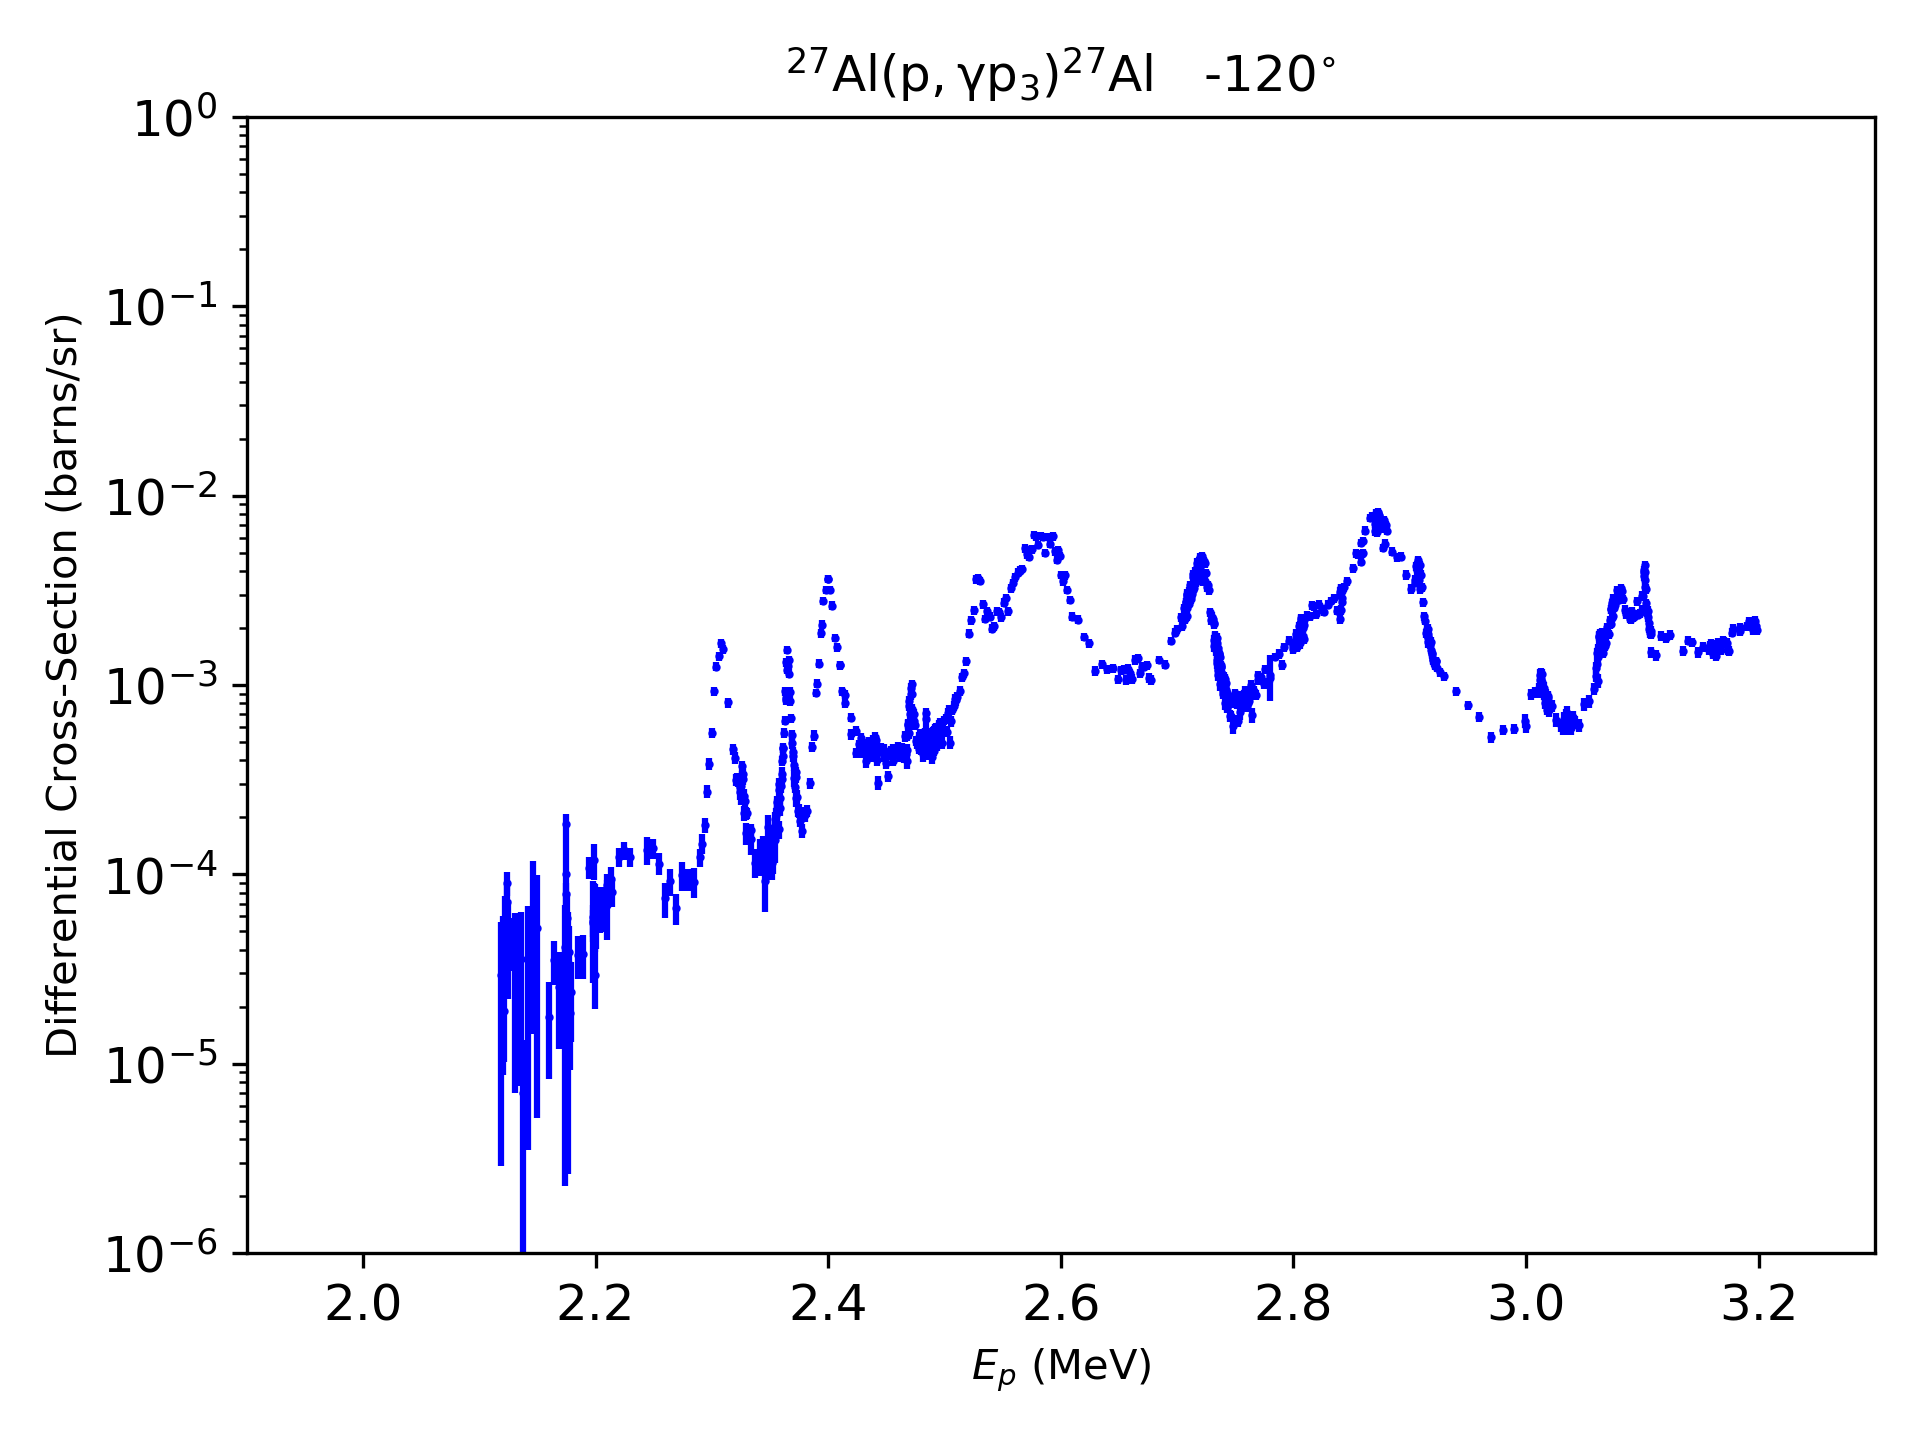 ²⁷Al(p, γp₃)²⁷Al -120°
Differential Cross-Section (barns/sr)
10⁰
10⁻¹
10⁻²
10⁻³
10⁻⁴
10⁻⁵
10⁻⁶
2.0 2.2 2.4 2.6 2.8 3.0 3.2
Eₚ (MeV)